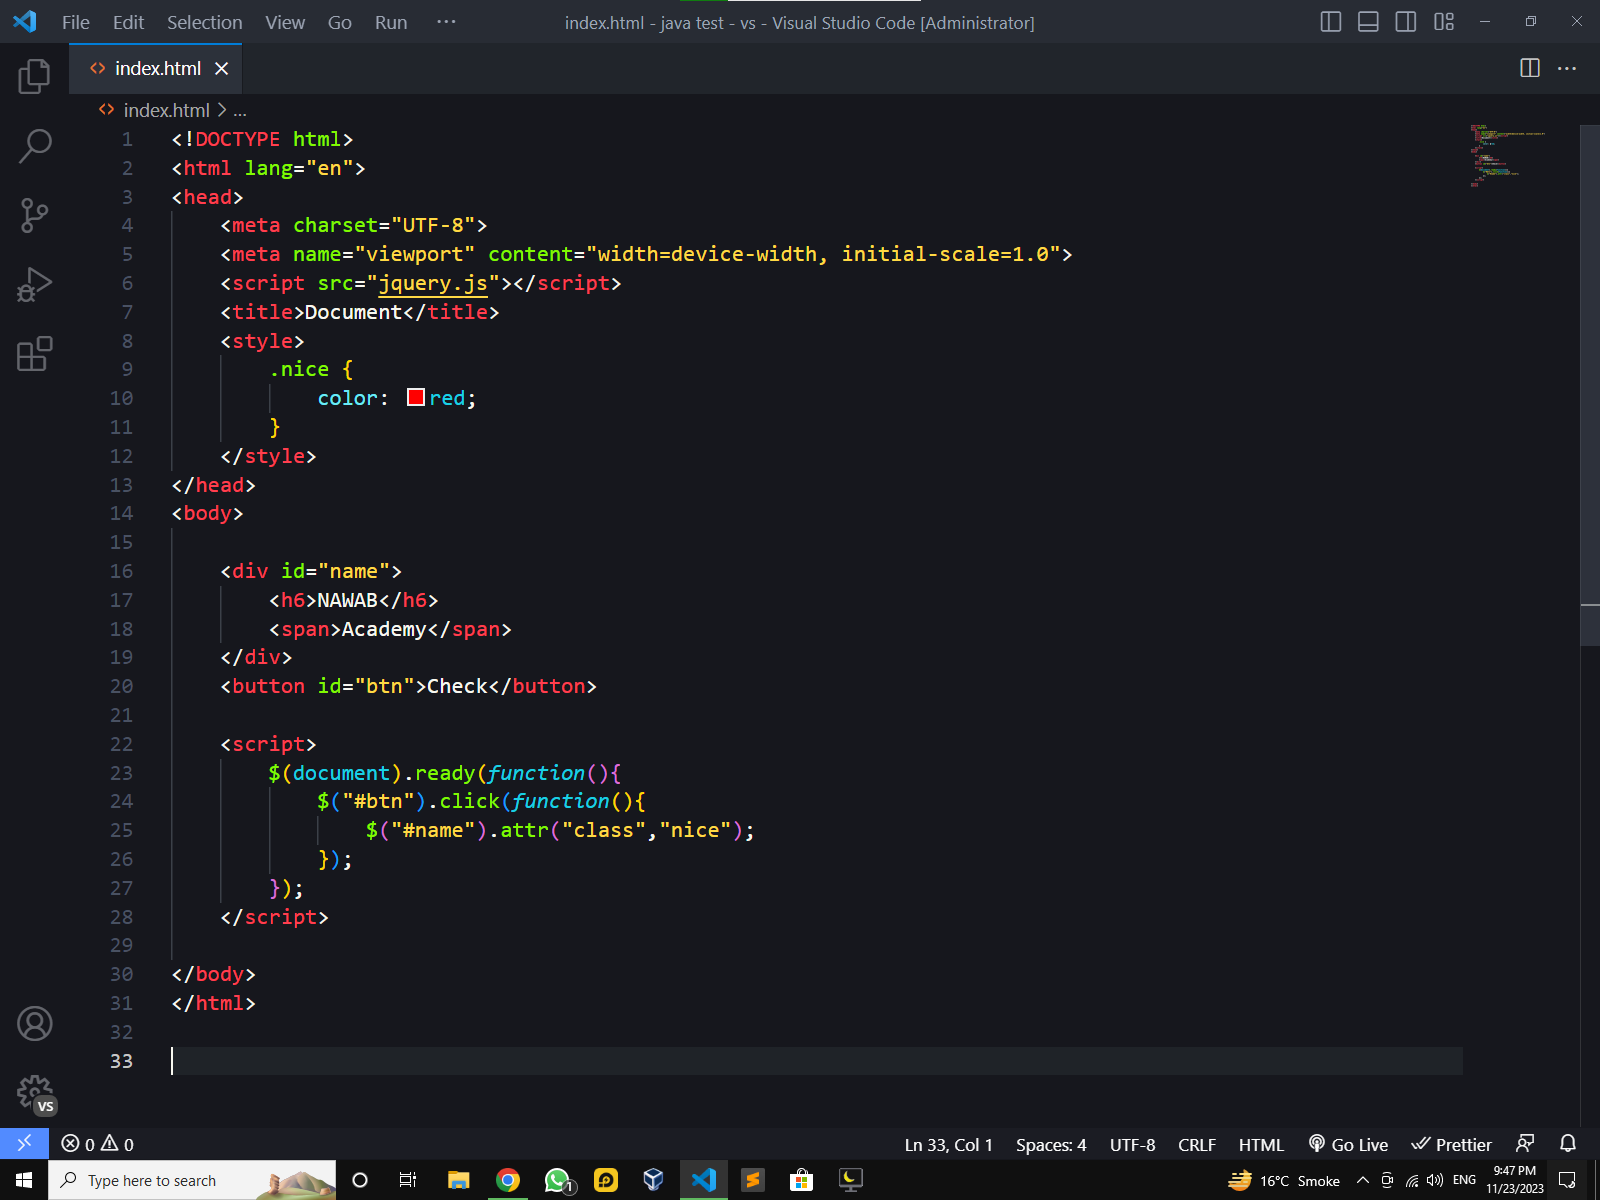 File Edit Selection View Go Run ··· index.html - java test - vs - Visual Studio Code [Administrator]
index.html
index.html > ...
1 <!DOCTYPE html>
2 <html lang="en">
3 <head>
4     <meta charset="UTF-8">
5     <meta name="viewport" content="width=device-width, initial-scale=1.0">
6     <script src="jquery.js"></script>
7     <title>Document</title>
8     <style>
9         .nice {
10             color: red;
11         }
12     </style>
13 </head>
14 <body>
15
16     <div id="name">
17         <h6>NAWAB</h6>
18         <span>Academy</span>
19     </div>
20     <button id="btn">Check</button>
21
22     <script>
23         $(document).ready(function(){
24             $("#btn").click(function(){
25                 $("#name").attr("class","nice");
26             });
27         });
28     </script>
29
30 </body>
31 </html>
32
33
VS
0 0 Ln 33, Col 1 Spaces: 4 UTF-8 CRLF HTML Go Live Prettier
Type here to search 1 16°C Smoke ENG 9:47 PM
11/23/2023